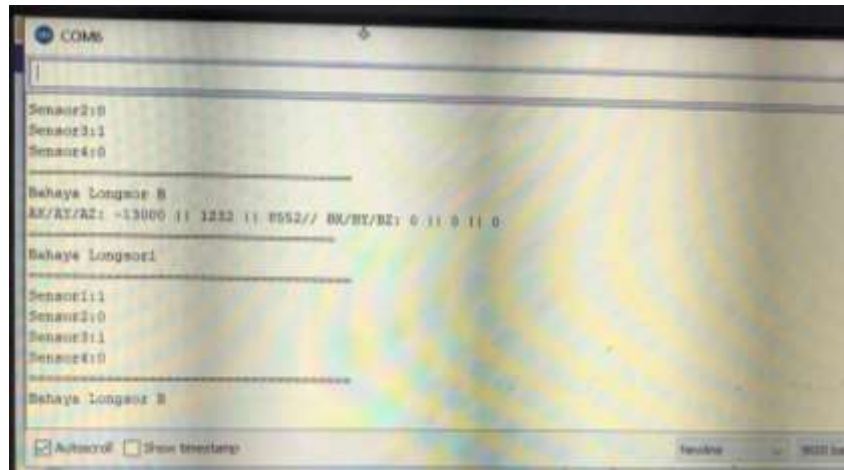 COM6
Sensor2:0
Sensor3:1
Sensor4:0
Bahaya Longsor B
AX/AY/AZ: -13000 || 1232 || 8552// BX/BY/BZ: 0 || 0 || 0
Bahaya Longsor1
Sensor1:1
Sensor2:0
Sensor3:1
Sensor4:0
Bahaya Longsor B
Autoscroll Show timestamp Newline